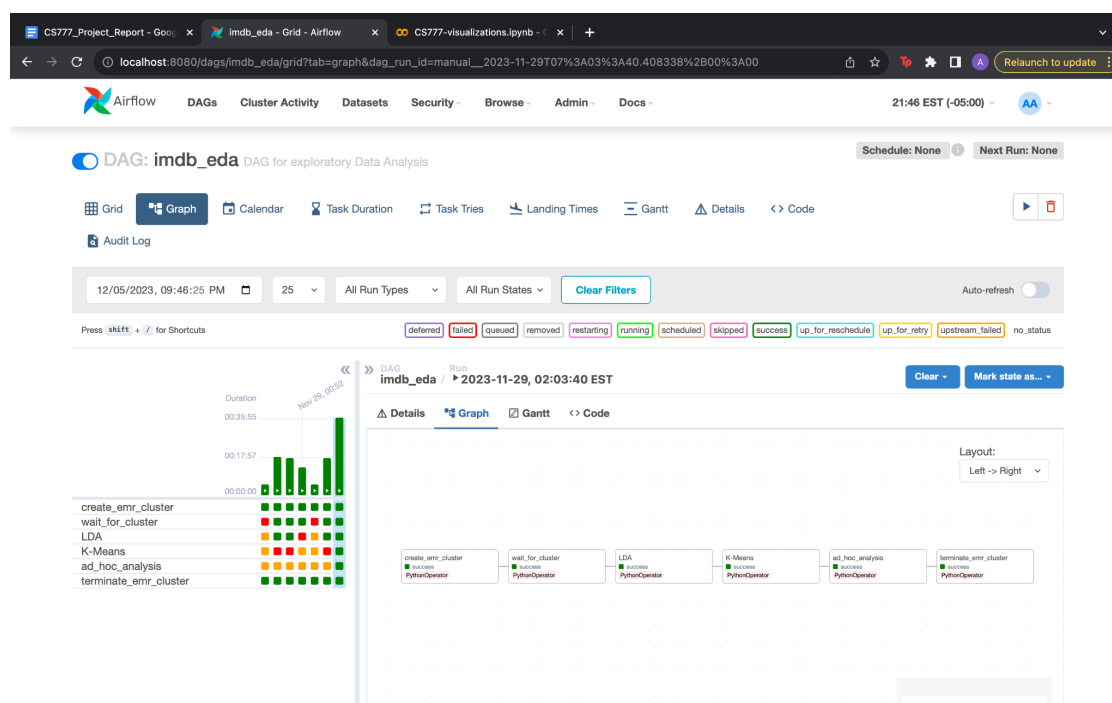 CS777_Project_Report - Goog
imdb_eda - Grid - Airflow
CS777-visualizations.ipynb - C
localhost:8080/dags/imdb_eda/grid?tab=graph&dag_run_id=manual__2023-11-29T07%3A03%3A40.408338%2B00%3A00
Tp
A
Relaunch to update
Airflow
DAGs
Cluster Activity
Datasets
Security
Browse
Admin
Docs
21:46 EST (-05:00)
AA
DAG: imdb_eda DAG for exploratory Data Analysis
Schedule: None
Next Run: None
Grid
Graph
Calendar
Task Duration
Task Tries
Landing Times
Gantt
Details
<> Code
Audit Log
12/05/2023, 09:46:25 PM
25
All Run Types
All Run States
Clear Filters
Auto-refresh
Press shift + / for Shortcuts
deferred
failed
queued
removed
restarting
running
scheduled
skipped
success
up_for_reschedule
up_for_retry
upstream_failed
no_status
Duration
Nov 29, 00:52
00:35:55
00:17:57
00:00:00
create_emr_cluster
wait_for_cluster
LDA
K-Means
ad_hoc_analysis
terminate_emr_cluster
DAG
imdb_eda
/
Run
2023-11-29, 02:03:40 EST
Clear
Mark state as...
Details
Graph
Gantt
<> Code
Layout:
Left -> Right
create_emr_cluster
success
PythonOperator
wait_for_cluster
success
PythonOperator
LDA
success
PythonOperator
K-Means
success
PythonOperator
ad_hoc_analysis
success
PythonOperator
terminate_emr_cluster
success
PythonOperator